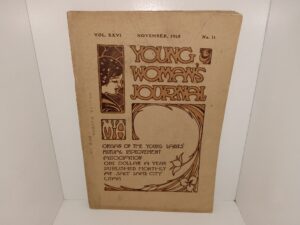 VOL. XXVI NOVEMBER, 1915 No. 11
YOUNG
WOMAN'S
JOURNAL
MIA
ORGAN OF THE YOUNG LADIES'
MUTUAL IMPROVEMENT
ASSOCIATION
ONE DOLLAR A YEAR
PUBLISHED MONTHLY
AT SALT LAKE CITY
UTAH